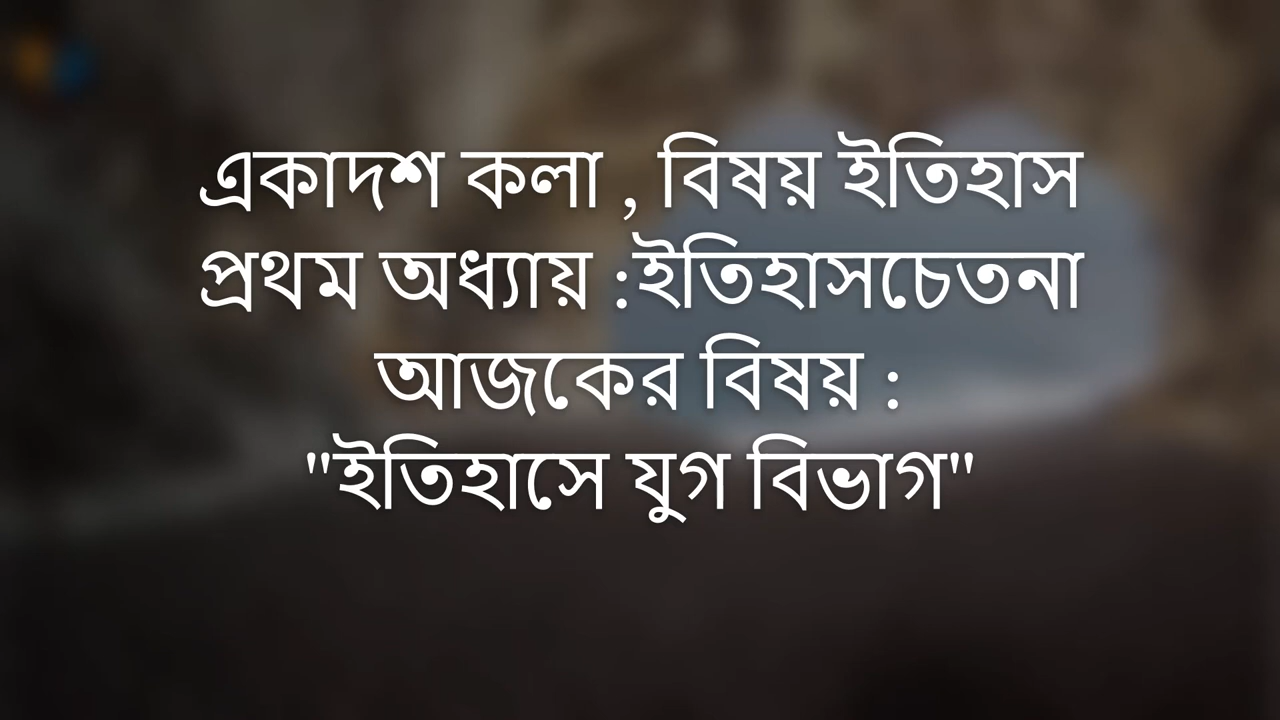 একাদশ কলা , বিষয় ইতিহাস
প্রথম অধ্যায় :ইতিহাসচেতনা
আজকের বিষয় :
"ইতিহাসে যুগ বিভাগ"